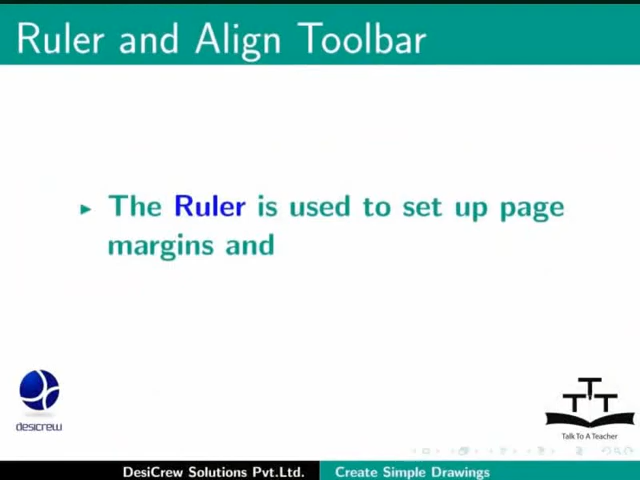 Ruler and Align Toolbar
The Ruler is used to set up page
margins and
desicrew
TTT
Talk To A Teacher
DesiCrew Solutions Pvt.Ltd.
Create Simple Drawings